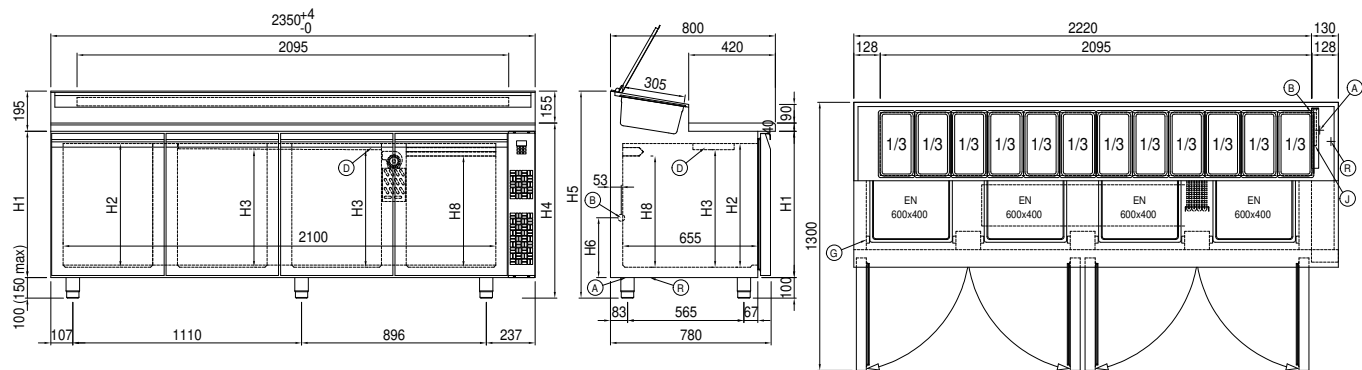 2350 +4 -0
2095
195
155
H1
H2
H3
D
H3
H8
H4
2100
100 (150 max)
107
1110
896
237
800
420
305
90
40
H5
53
B
H6
H8
D
H3
H2
H1
655
A
R
100
83
565
67
780
2220
130
128
2095
128
B
A
1/3 1/3 1/3 1/3 1/3 1/3 1/3 1/3 1/3 1/3 1/3 1/3
R
J
EN
600x400
EN
600x400
EN
600x400
EN
600x400
G
1300